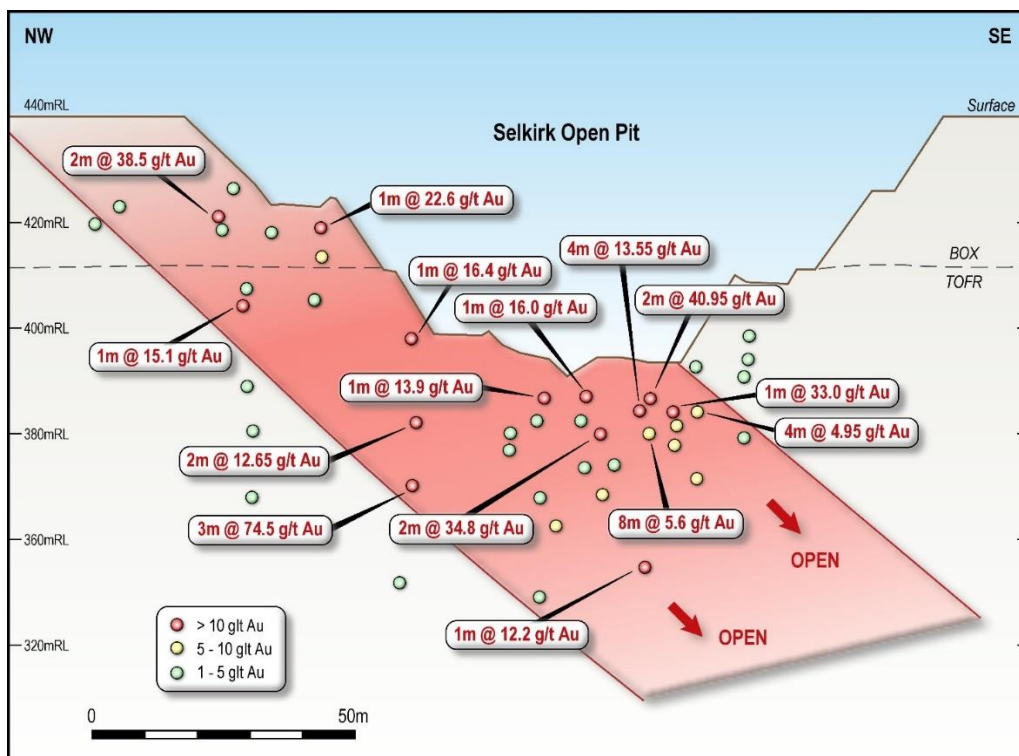 NW
SE
440mRL
Surface
Selkirk Open Pit
2m @ 38.5 g/t Au
1m @ 22.6 g/t Au
420mRL
4m @ 13.55 g/t Au
BOX
1m @ 16.4 g/t Au
TOFR
2m @ 40.95 g/t Au
1m @ 16.0 g/t Au
400mRL
1m @ 15.1 g/t Au
1m @ 13.9 g/t Au
1m @ 33.0 g/t Au
380mRL
4m @ 4.95 g/t Au
2m @ 12.65 g/t Au
3m @ 74.5 g/t Au
2m @ 34.8 g/t Au
8m @ 5.6 g/t Au
360mRL
OPEN
> 10 glt Au
1m @ 12.2 g/t Au
OPEN
5 - 10 glt Au
320mRL
1 - 5 glt Au
0
50m